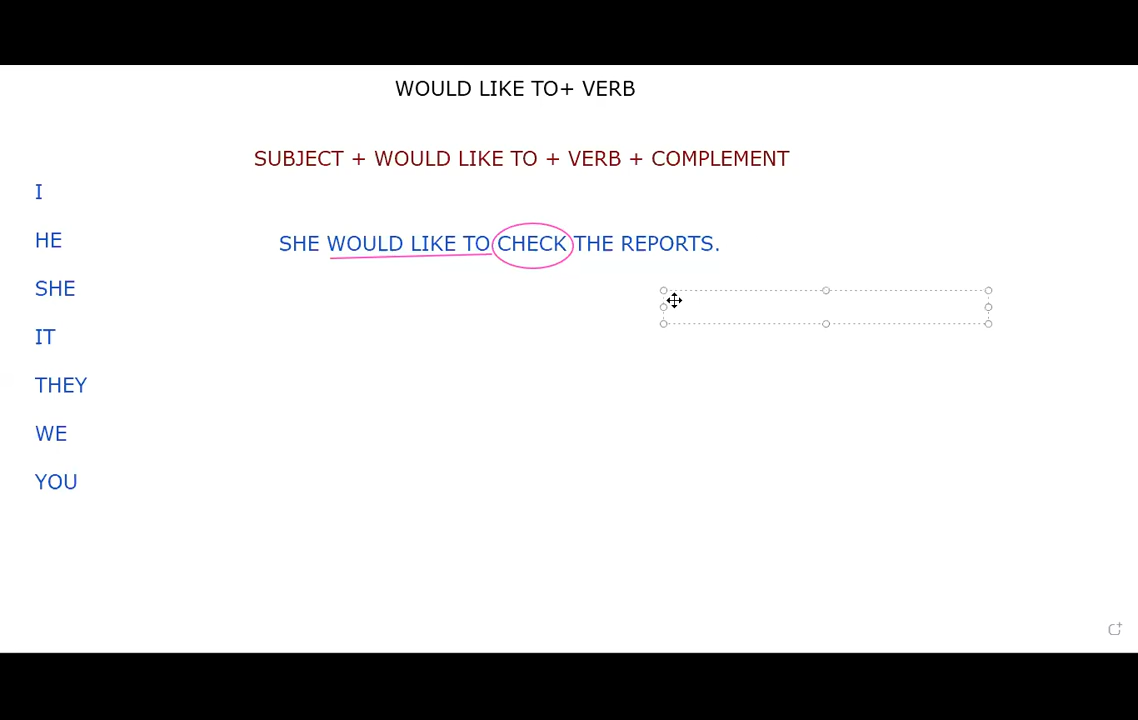 WOULD LIKE TO+ VERB
SUBJECT + WOULD LIKE TO + VERB + COMPLEMENT
I
HE
SHE WOULD LIKE TO CHECK THE REPORTS.
SHE
IT
THEY
WE
YOU